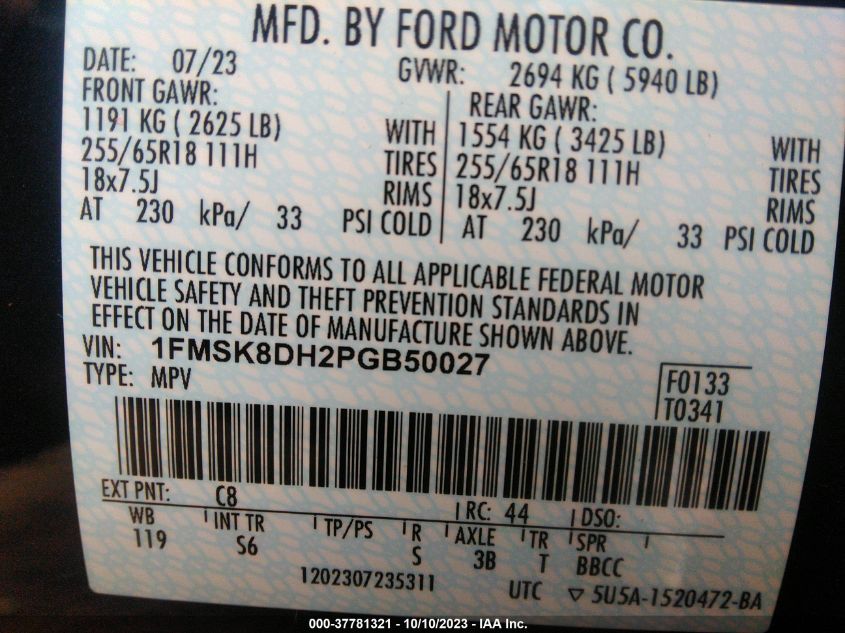 MFD. BY FORD MOTOR CO.
DATE: 07/23 GVWR: 2694 KG ( 5940 LB)
FRONT GAWR: REAR GAWR:
1191 KG ( 2625 LB) WITH 1554 KG ( 3425 LB) WITH
255/65R18 111H TIRES 255/65R18 111H TIRES
18x7.5J RIMS 18x7.5J RIMS
AT 230 kPa/ 33 PSI COLD AT 230 kPa/ 33 PSI COLD
THIS VEHICLE CONFORMS TO ALL APPLICABLE FEDERAL MOTOR
VEHICLE SAFETY AND THEFT PREVENTION STANDARDS IN
EFFECT ON THE DATE OF MANUFACTURE SHOWN ABOVE.
VIN: 1FMSK8DH2PGB50027
TYPE: MPV F0133
T0341
EXT PNT: C8 RC: 44 DSO:
WB INT TR TP/PS R AXLE TR SPR
119 S6 S 3B T BBCC
1202307235311 UTC ▽ 5U5A-1520472-BA
000-37781321 - 10/10/2023 - IAA Inc.